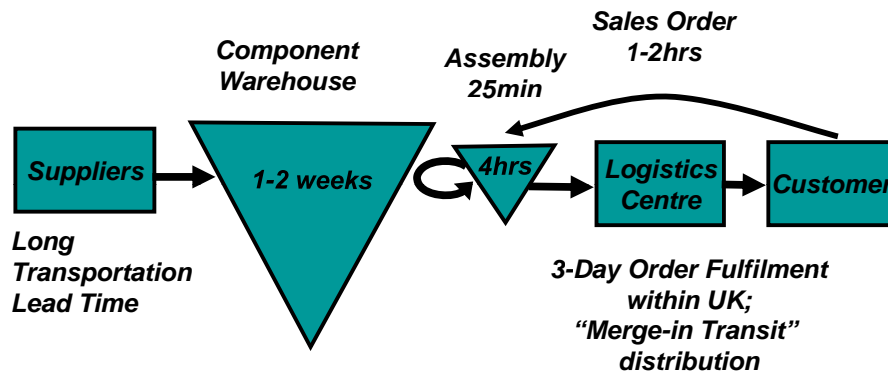 Sales Order
1-2hrs
Component
Warehouse
Assembly
25min
Suppliers
1-2 weeks
4hrs
Logistics
Centre
Customer
Long
Transportation
Lead Time
3-Day Order Fulfilment
within UK;
“Merge-in Transit”
distribution